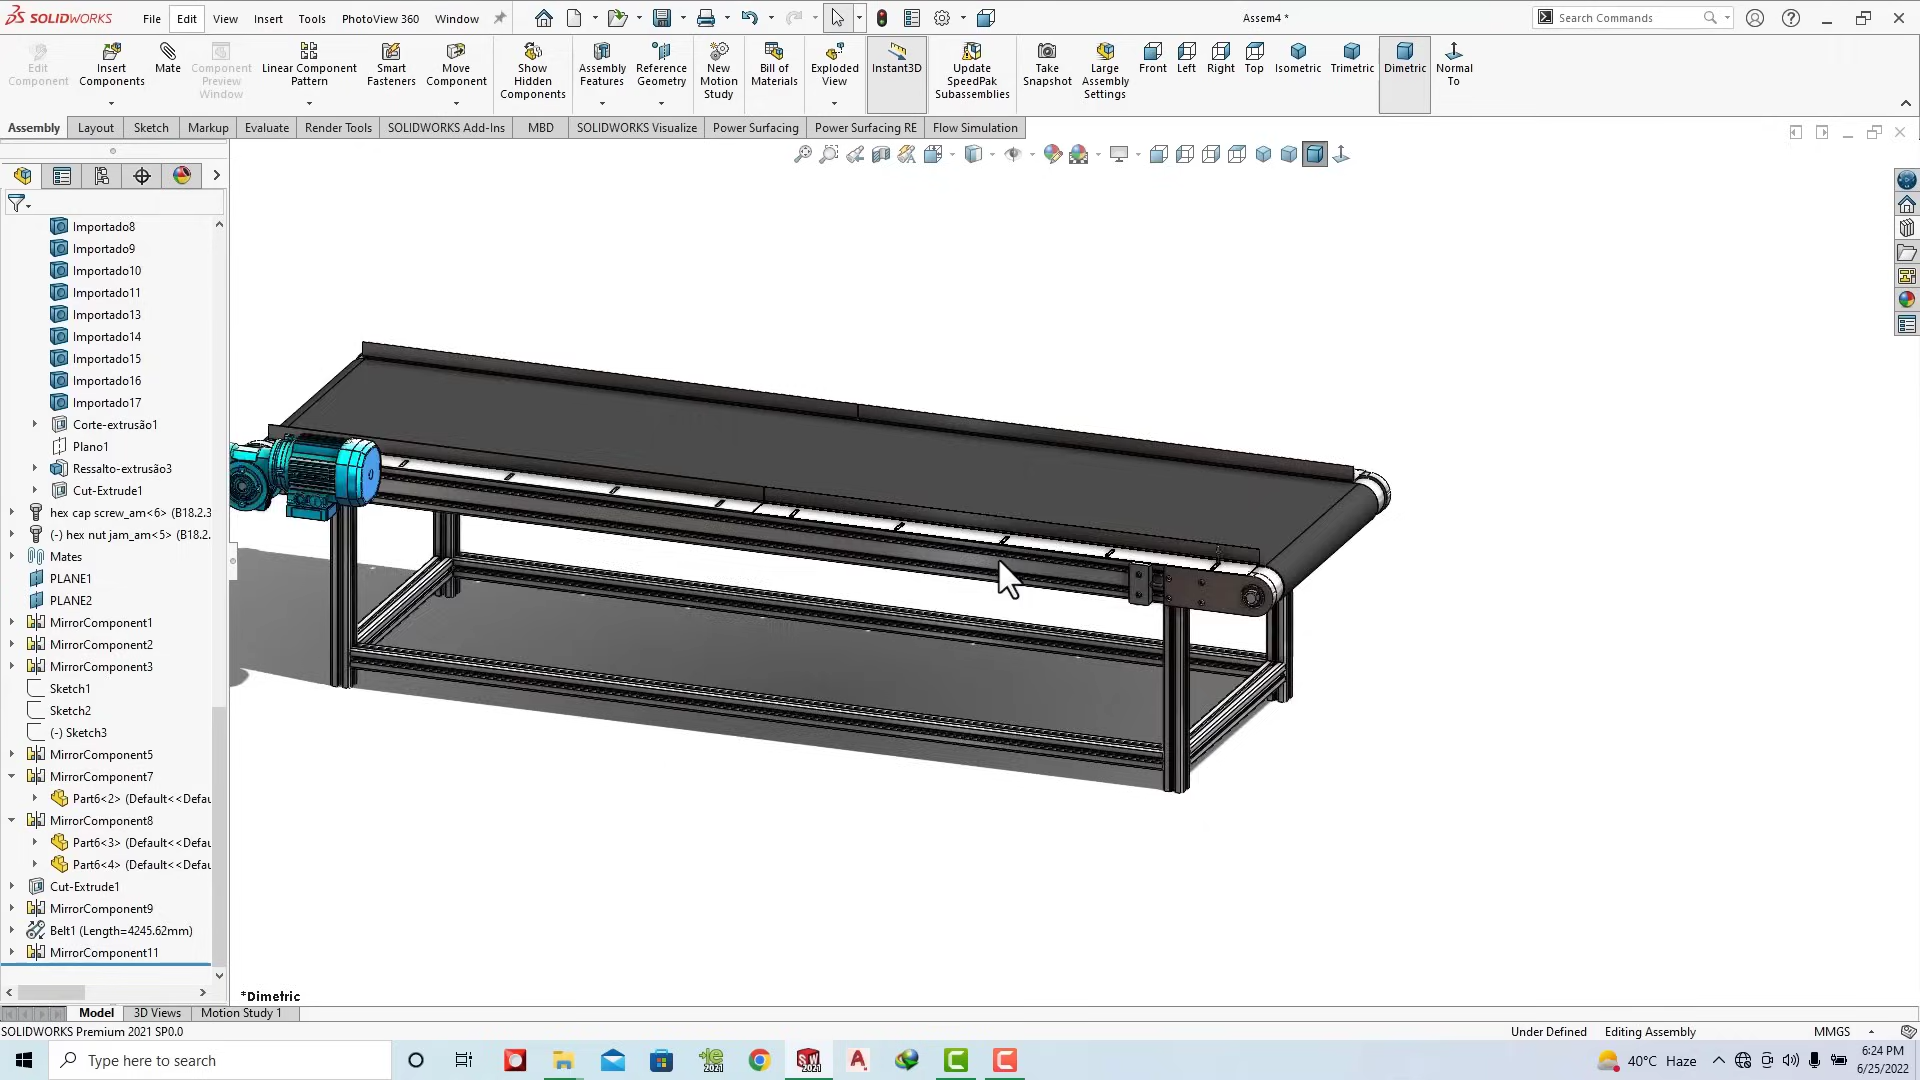 SOLIDWORKS File Edit View Insert Tools PhotoView 360 Window Assem4 * Search Commands
Edit Component
Insert Components
Mate
Component Preview Window
Linear Component Pattern
Smart Fasteners
Move Component
Show Hidden Components
Assembly Features
Reference Geometry
New Motion Study
Bill of Materials
Exploded View
Instant3D
Update SpeedPak Subassemblies
Take Snapshot
Large Assembly Settings
Front
Left
Right
Top
Isometric
Trimetric
Dimetric
Normal To
Assembly Layout Sketch Markup Evaluate Render Tools SOLIDWORKS Add-Ins MBD SOLIDWORKS Visualize Power Surfacing Power Surfacing RE Flow Simulation
Importado8
Importado9
Importado10
Importado11
Importado13
Importado14
Importado15
Importado16
Importado17
Corte-extrusão1
Plano1
Ressalto-extrusão3
Cut-Extrude1
hex cap screw_am<6> (B18.2.3
(-) hex nut jam_am<5> (B18.2.
Mates
PLANE1
PLANE2
MirrorComponent1
MirrorComponent2
MirrorComponent3
Sketch1
Sketch2
(-) Sketch3
MirrorComponent5
MirrorComponent7
Part6<2> (Default<<Defau
MirrorComponent8
Part6<3> (Default<<Defau
Part6<4> (Default<<Defau
Cut-Extrude1
MirrorComponent9
Belt1 (Length=4245.62mm)
MirrorComponent11
*Dimetric
Model 3D Views Motion Study 1
SOLIDWORKS Premium 2021 SP0.0 Under Defined Editing Assembly MMGS
Type here to search 40°C Haze 6:24 PM
6/25/2022